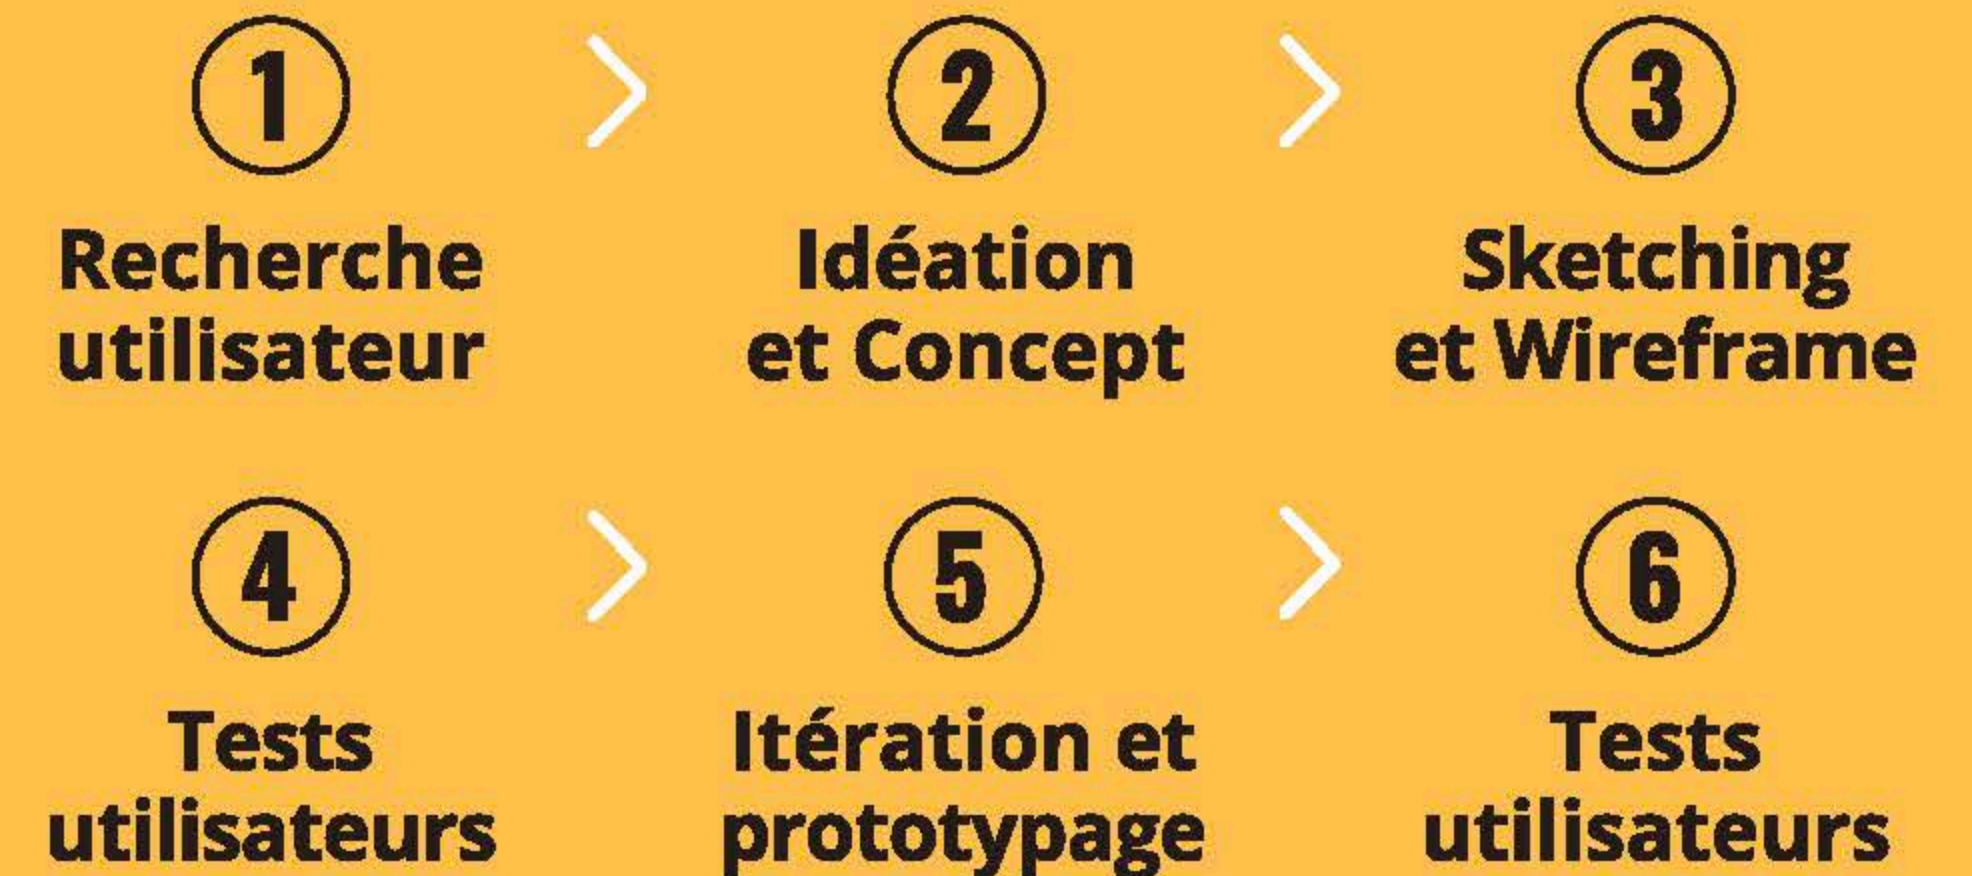 1
2
3
Recherche
utilisateur
Idéation
et Concept
Sketching
et Wireframe
4
5
6
Tests
utilisateurs
Itération et
prototypage
Tests
utilisateurs